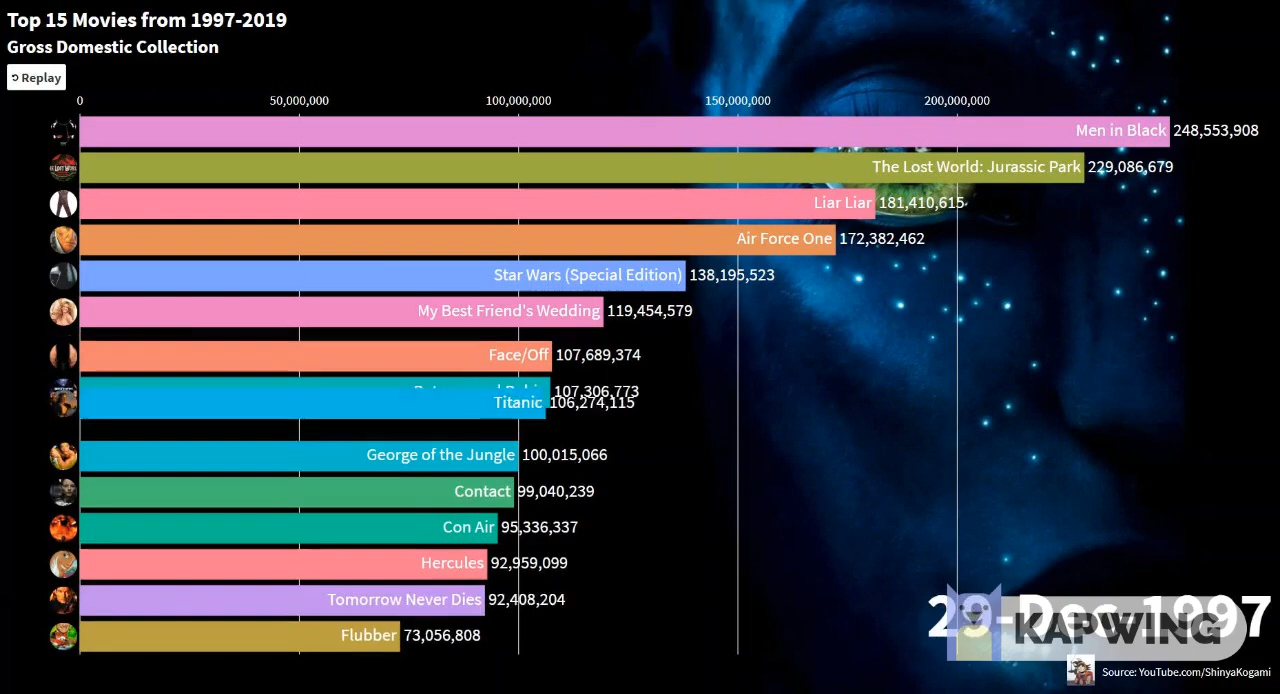 Top 15 Movies from 1997-2019
Gross Domestic Collection
Replay
0 50,000,000 100,000,000 150,000,000 200,000,000
Men in Black 248,553,908
The Lost World: Jurassic Park 229,086,679
Liar Liar 181,410,615
Air Force One 172,382,462
Star Wars (Special Edition) 138,195,523
My Best Friend's Wedding 119,454,579
Face/Off 107,689,374
107,306,773
Titanic 106,274,115
George of the Jungle 100,015,066
Contact 99,040,239
Con Air 95,336,337
Hercules 92,959,099
Tomorrow Never Dies 92,408,204
Flubber 73,056,808
29-Dec-1997
KAPWING
Source: YouTube.com/ShinyaKogami